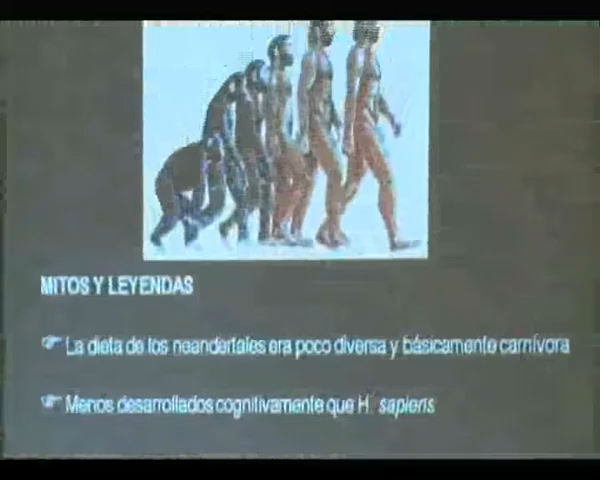 MITOS Y LEYENDAS
☞ La dieta de los neandertales era poco diversa y básicamente carnívora
☞ Menos desarrollados cognitivamente que H. sapiens